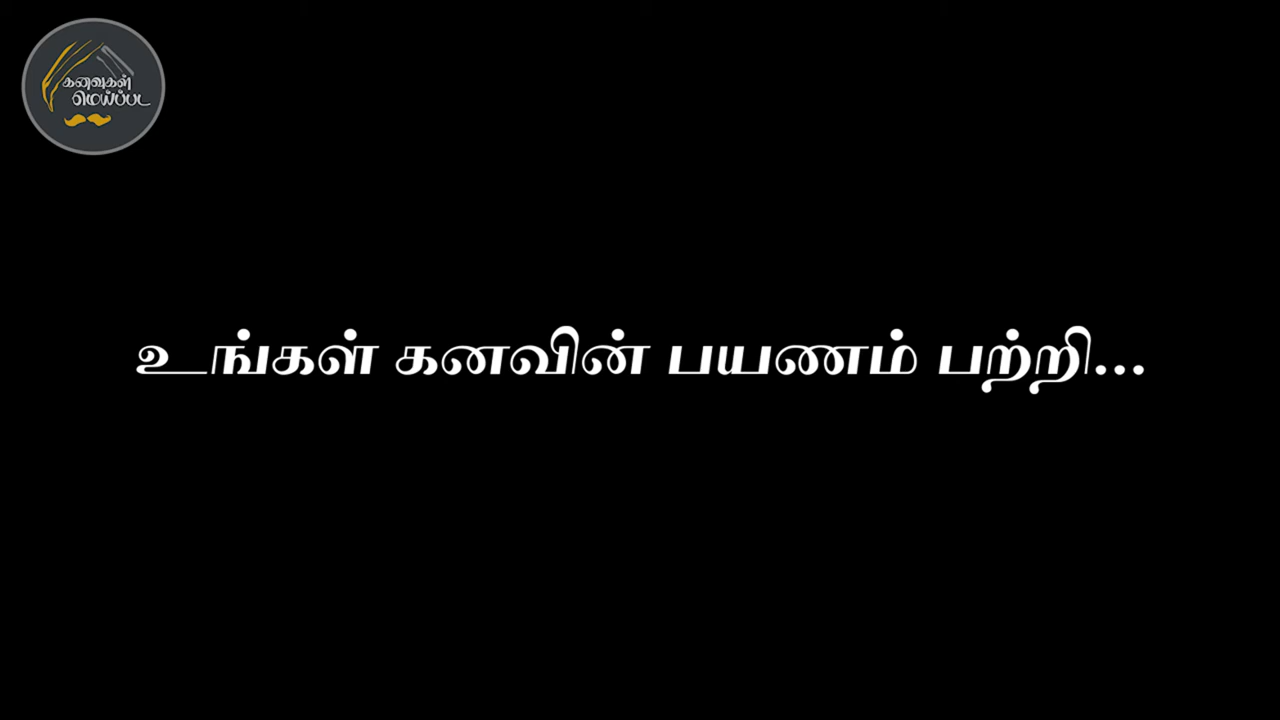 கனவுகள்
மெய்ப்பட
உங்கள் கனவின் பயணம் பற்றி...